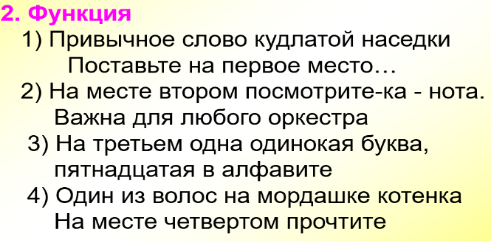 2. Функция
1) Привычное слово кудлатой наседки
Поставьте на первое место…
2) На месте втором посмотрите-ка - нота.
Важна для любого оркестра
3) На третьем одна одинокая буква,
пятнадцатая в алфавите
4) Один из волос на мордашке котенка
На месте четвертом прочтите